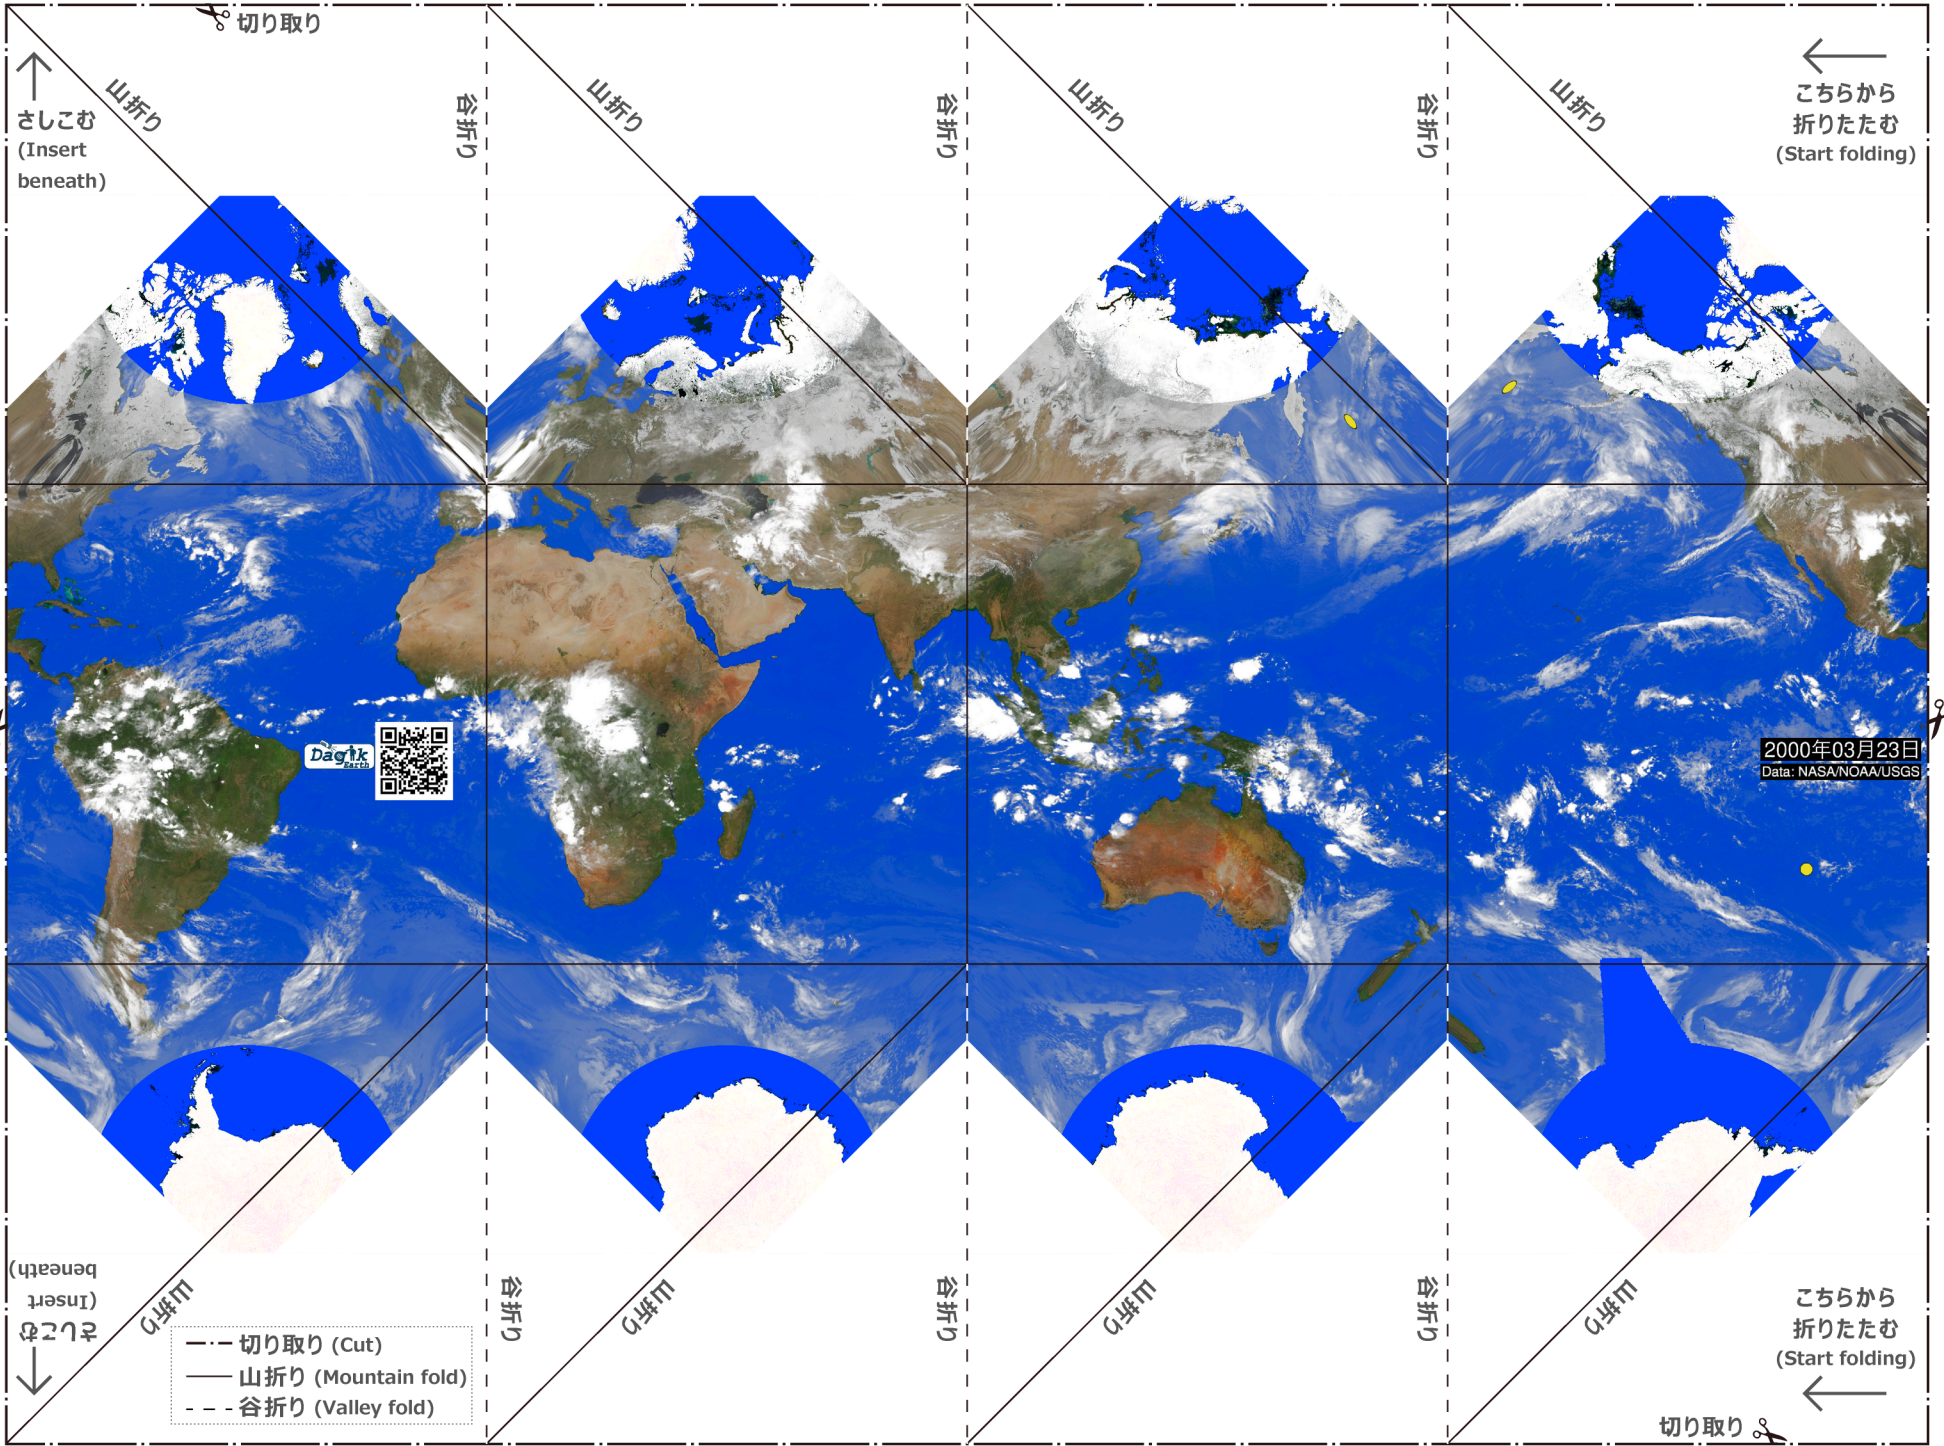 切り取り
山折り
谷折り
山折り
谷折り
山折り
谷折り
山折り
こちらから
折りたたむ
(Start folding)
さしこむ
(Insert
beneath)
Dagik
Earth
2000年03月23日
Data: NASA/NOAA/USGS
さしこむ
(Insert
beneath)
山折り
谷折り
山折り
谷折り
山折り
谷折り
山折り
こちらから
折りたたむ
(Start folding)
切り取り (Cut)
山折り (Mountain fold)
谷折り (Valley fold)
切り取り